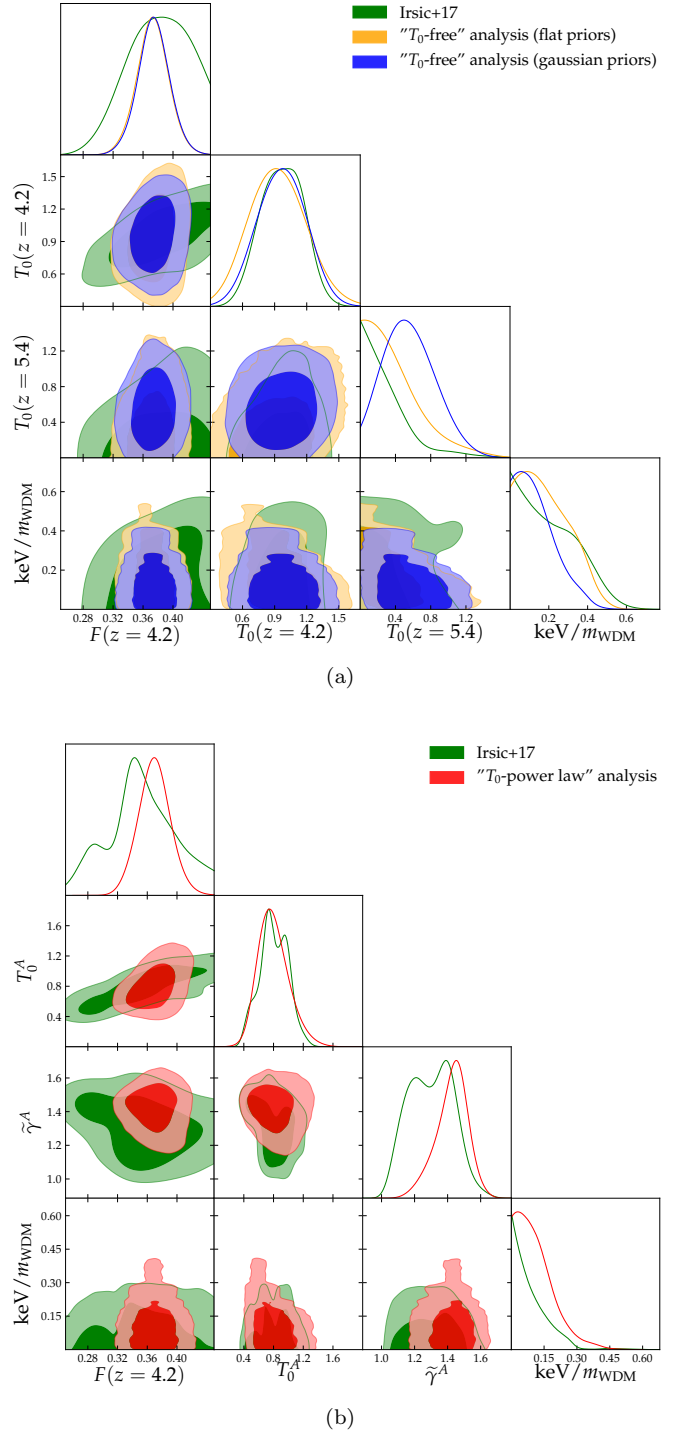 Irsic+17
"T₀-free" analysis (flat priors)
"T₀-free" analysis (gaussian priors)
T₀(z = 4.2)
1.5
1.2
0.9
0.6
T₀(z = 5.4)
1.2
0.8
0.4
keV/m_WDM
0.6
0.4
0.2
0.28 0.32 0.36 0.40
0.6 0.9 1.2 1.5
0.4 0.8 1.2
0.2 0.4 0.6
F(z = 4.2)
T₀(z = 4.2)
T₀(z = 5.4)
keV/m_WDM
(a)
Irsic+17
"T₀-power law" analysis
T₀ᴬ
1.6
1.2
0.8
0.4
γ̃ᴬ
1.6
1.4
1.2
1.0
keV/m_WDM
0.60
0.45
0.30
0.15
0.28 0.32 0.36 0.40
0.4 0.8 1.2 1.6
1.0 1.2 1.4 1.6
0.15 0.30 0.45 0.60
F(z = 4.2)
T₀ᴬ
γ̃ᴬ
keV/m_WDM
(b)